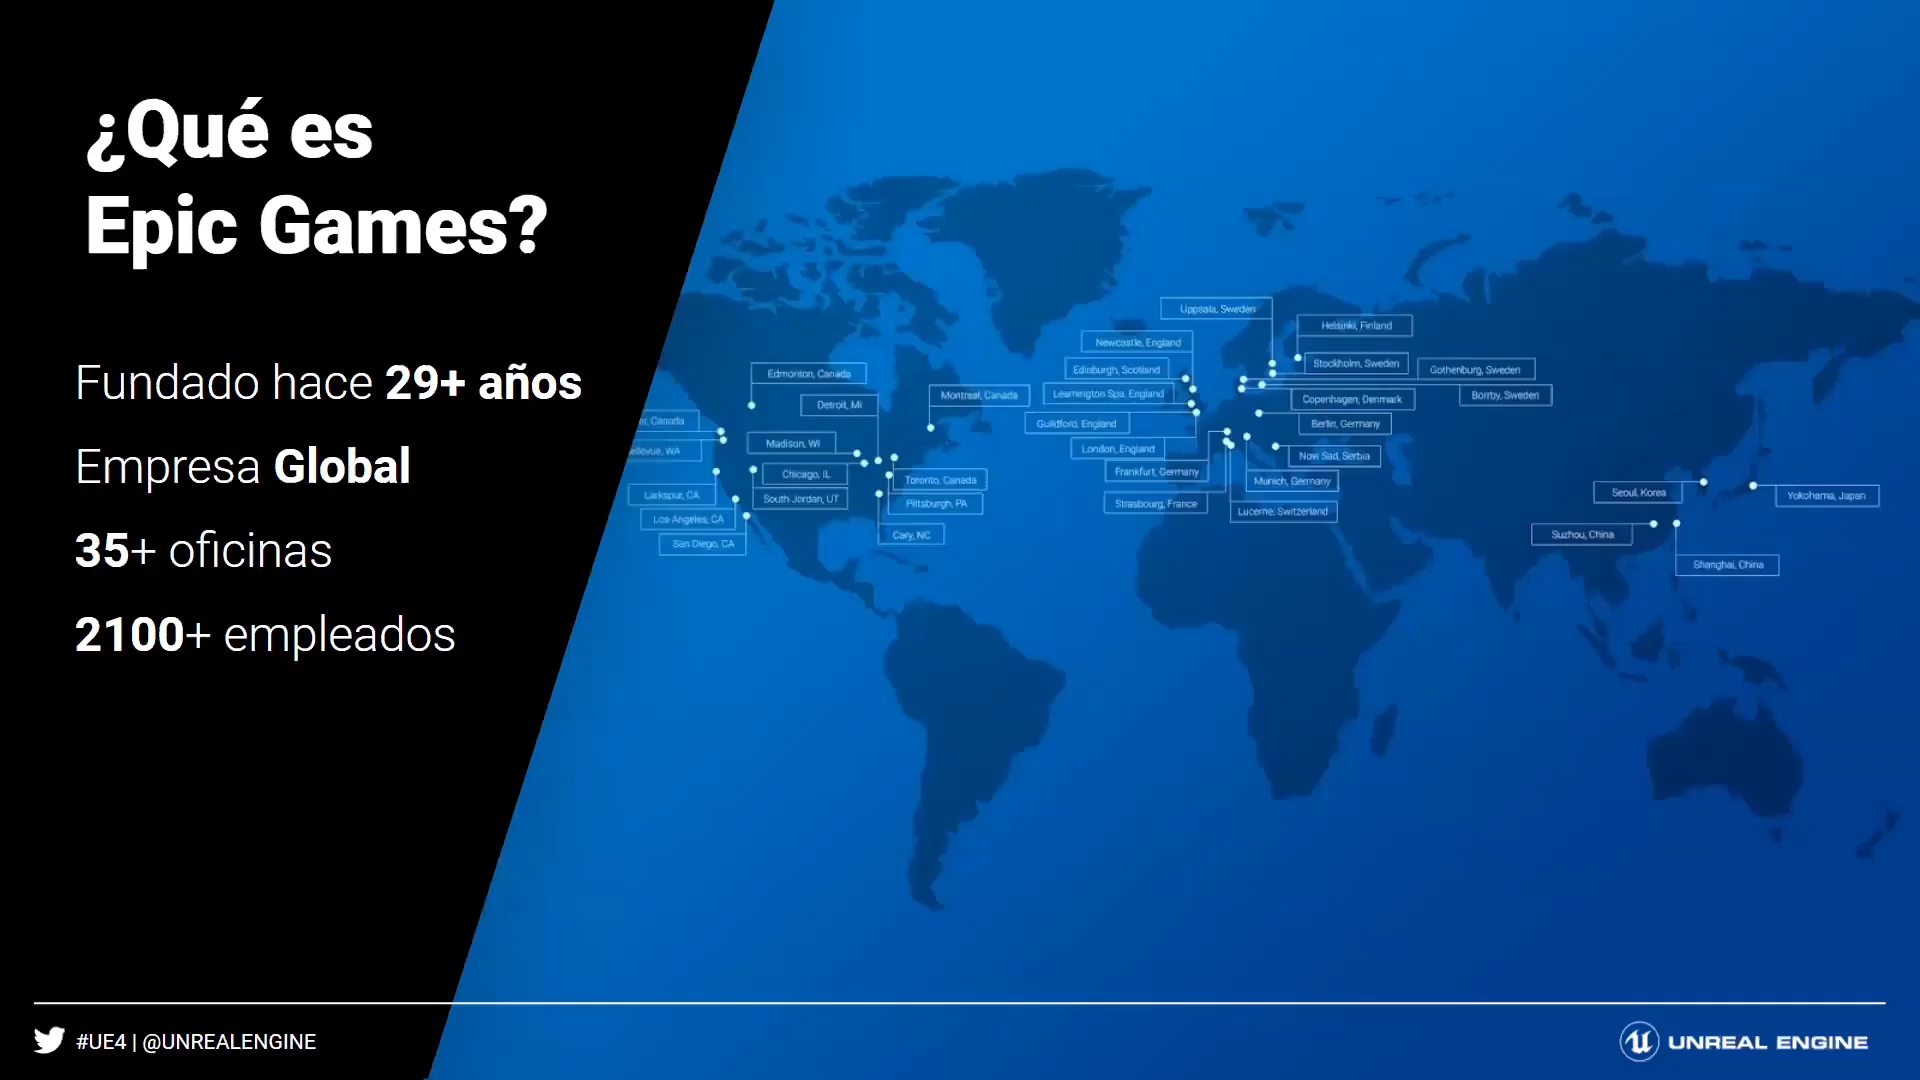 ¿Qué es
Epic Games?
Fundado hace 29+ años
Empresa Global
35+ oficinas
2100+ empleados
Edmonton, Canada
Detroit, MI
Montreal, Canada
Canada
Madison, WI
WA
Chicago, IL
Toronto, Canada
Larkspur, CA
South Jordan, UT
Pittsburgh, PA
Los Angeles, CA
San Diego, CA
Cary, NC
Uppsala, Sweden
Helsinki, Finland
Newcastle, England
Stockholm, Sweden
Gothenburg, Sweden
Edinburgh, Scotland
Leamington Spa, England
Copenhagen, Denmark
Borrby, Sweden
Guildford, England
Berlin, Germany
London, England
Novi Sad, Serbia
Frankfurt, Germany
Munich, Germany
Strasbourg, France
Lucerne, Switzerland
Seoul, Korea
Yokohama, Japan
Suzhou, China
Shanghai, China
#UE4 | @UNREALENGINE
UNREAL ENGINE